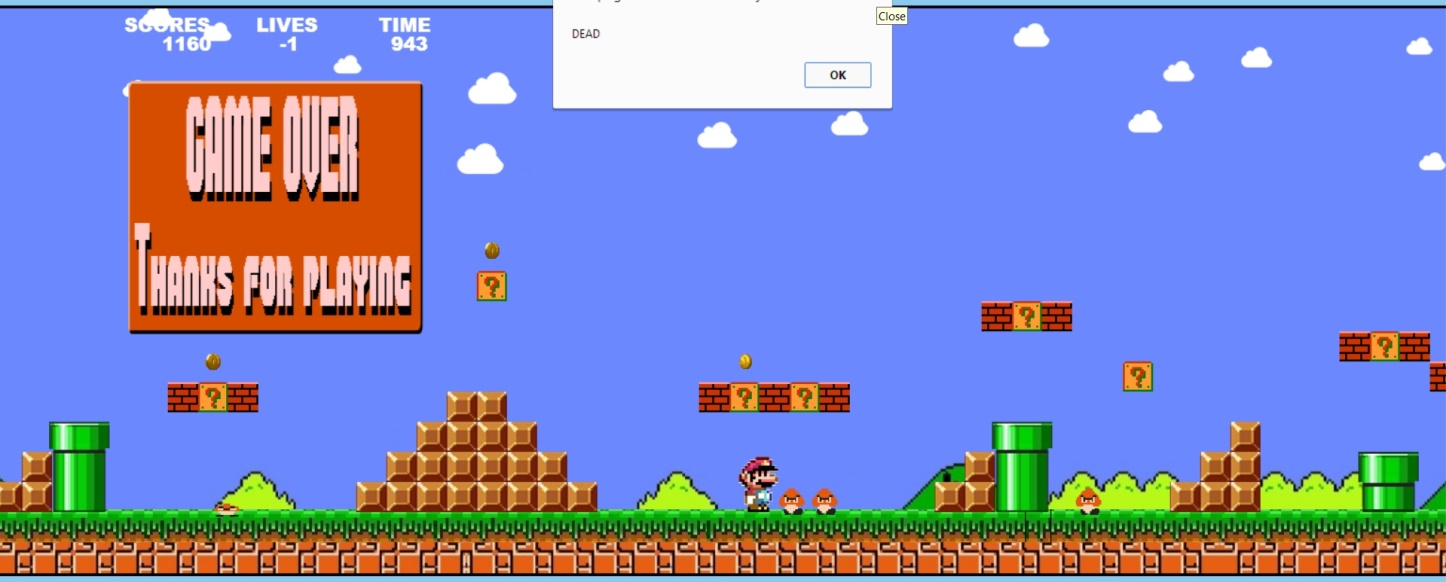 SCORES LIVES TIME
1160 -1 943
GAME OVER
THANKS FOR PLAYING
DEAD
OK
Close
?
?
?
?
?
?
?